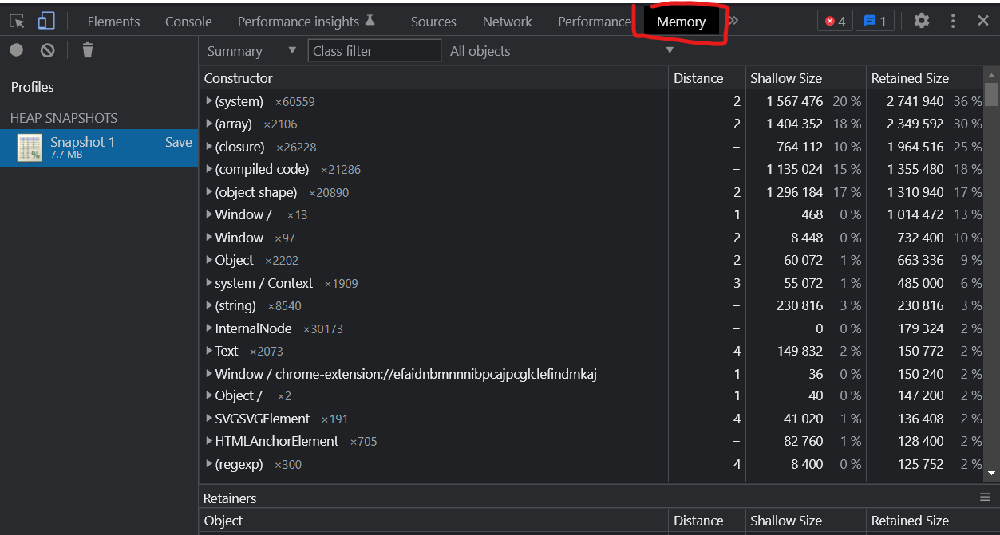 Elements Console Performance insights Sources Network Performance Memory » 4 1
Summary Class filter All objects
Profiles
HEAP SNAPSHOTS
Snapshot 1 Save
7.7 MB
Constructor Distance Shallow Size Retained Size
(system) ×60559 2 1 567 476 20 % 2 741 940 36 %
(array) ×2106 2 1 404 352 18 % 2 349 592 30 %
(closure) ×26228 – 764 112 10 % 1 964 516 25 %
(compiled code) ×21286 – 1 135 024 15 % 1 355 480 18 %
(object shape) ×20890 2 1 296 184 17 % 1 310 940 17 %
Window / ×13 1 468 0 % 1 014 472 13 %
Window ×97 2 8 448 0 % 732 400 10 %
Object ×2202 2 60 072 1 % 663 336 9 %
system / Context ×1909 3 55 072 1 % 485 000 6 %
(string) ×8540 – 230 816 3 % 230 816 3 %
InternalNode ×30173 – 0 0 % 179 324 2 %
Text ×2073 4 149 832 2 % 150 772 2 %
Window / chrome-extension://efaidnbmnnnibpcajpcglclefindmkaj 1 36 0 % 150 240 2 %
Object / ×2 1 40 0 % 147 200 2 %
SVGSVGElement ×191 4 41 020 1 % 136 408 2 %
HTMLAnchorElement ×705 – 82 760 1 % 128 400 2 %
(regexp) ×300 4 8 400 0 % 125 752 2 %
Retainers
Object Distance Shallow Size Retained Size